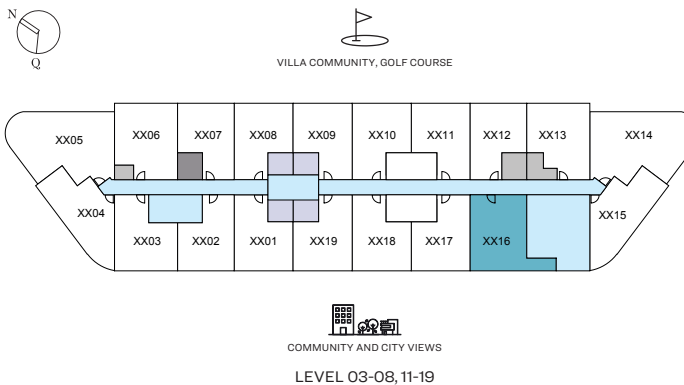 N
Q
VILLA COMMUNITY, GOLF COURSE
XX05
XX06
XX07
XX08
XX09
XX10
XX11
XX12
XX13
XX14
XX04
XX03
XX02
XX01
XX19
XX18
XX17
XX16
XX15
COMMUNITY AND CITY VIEWS
LEVEL 03-08, 11-19